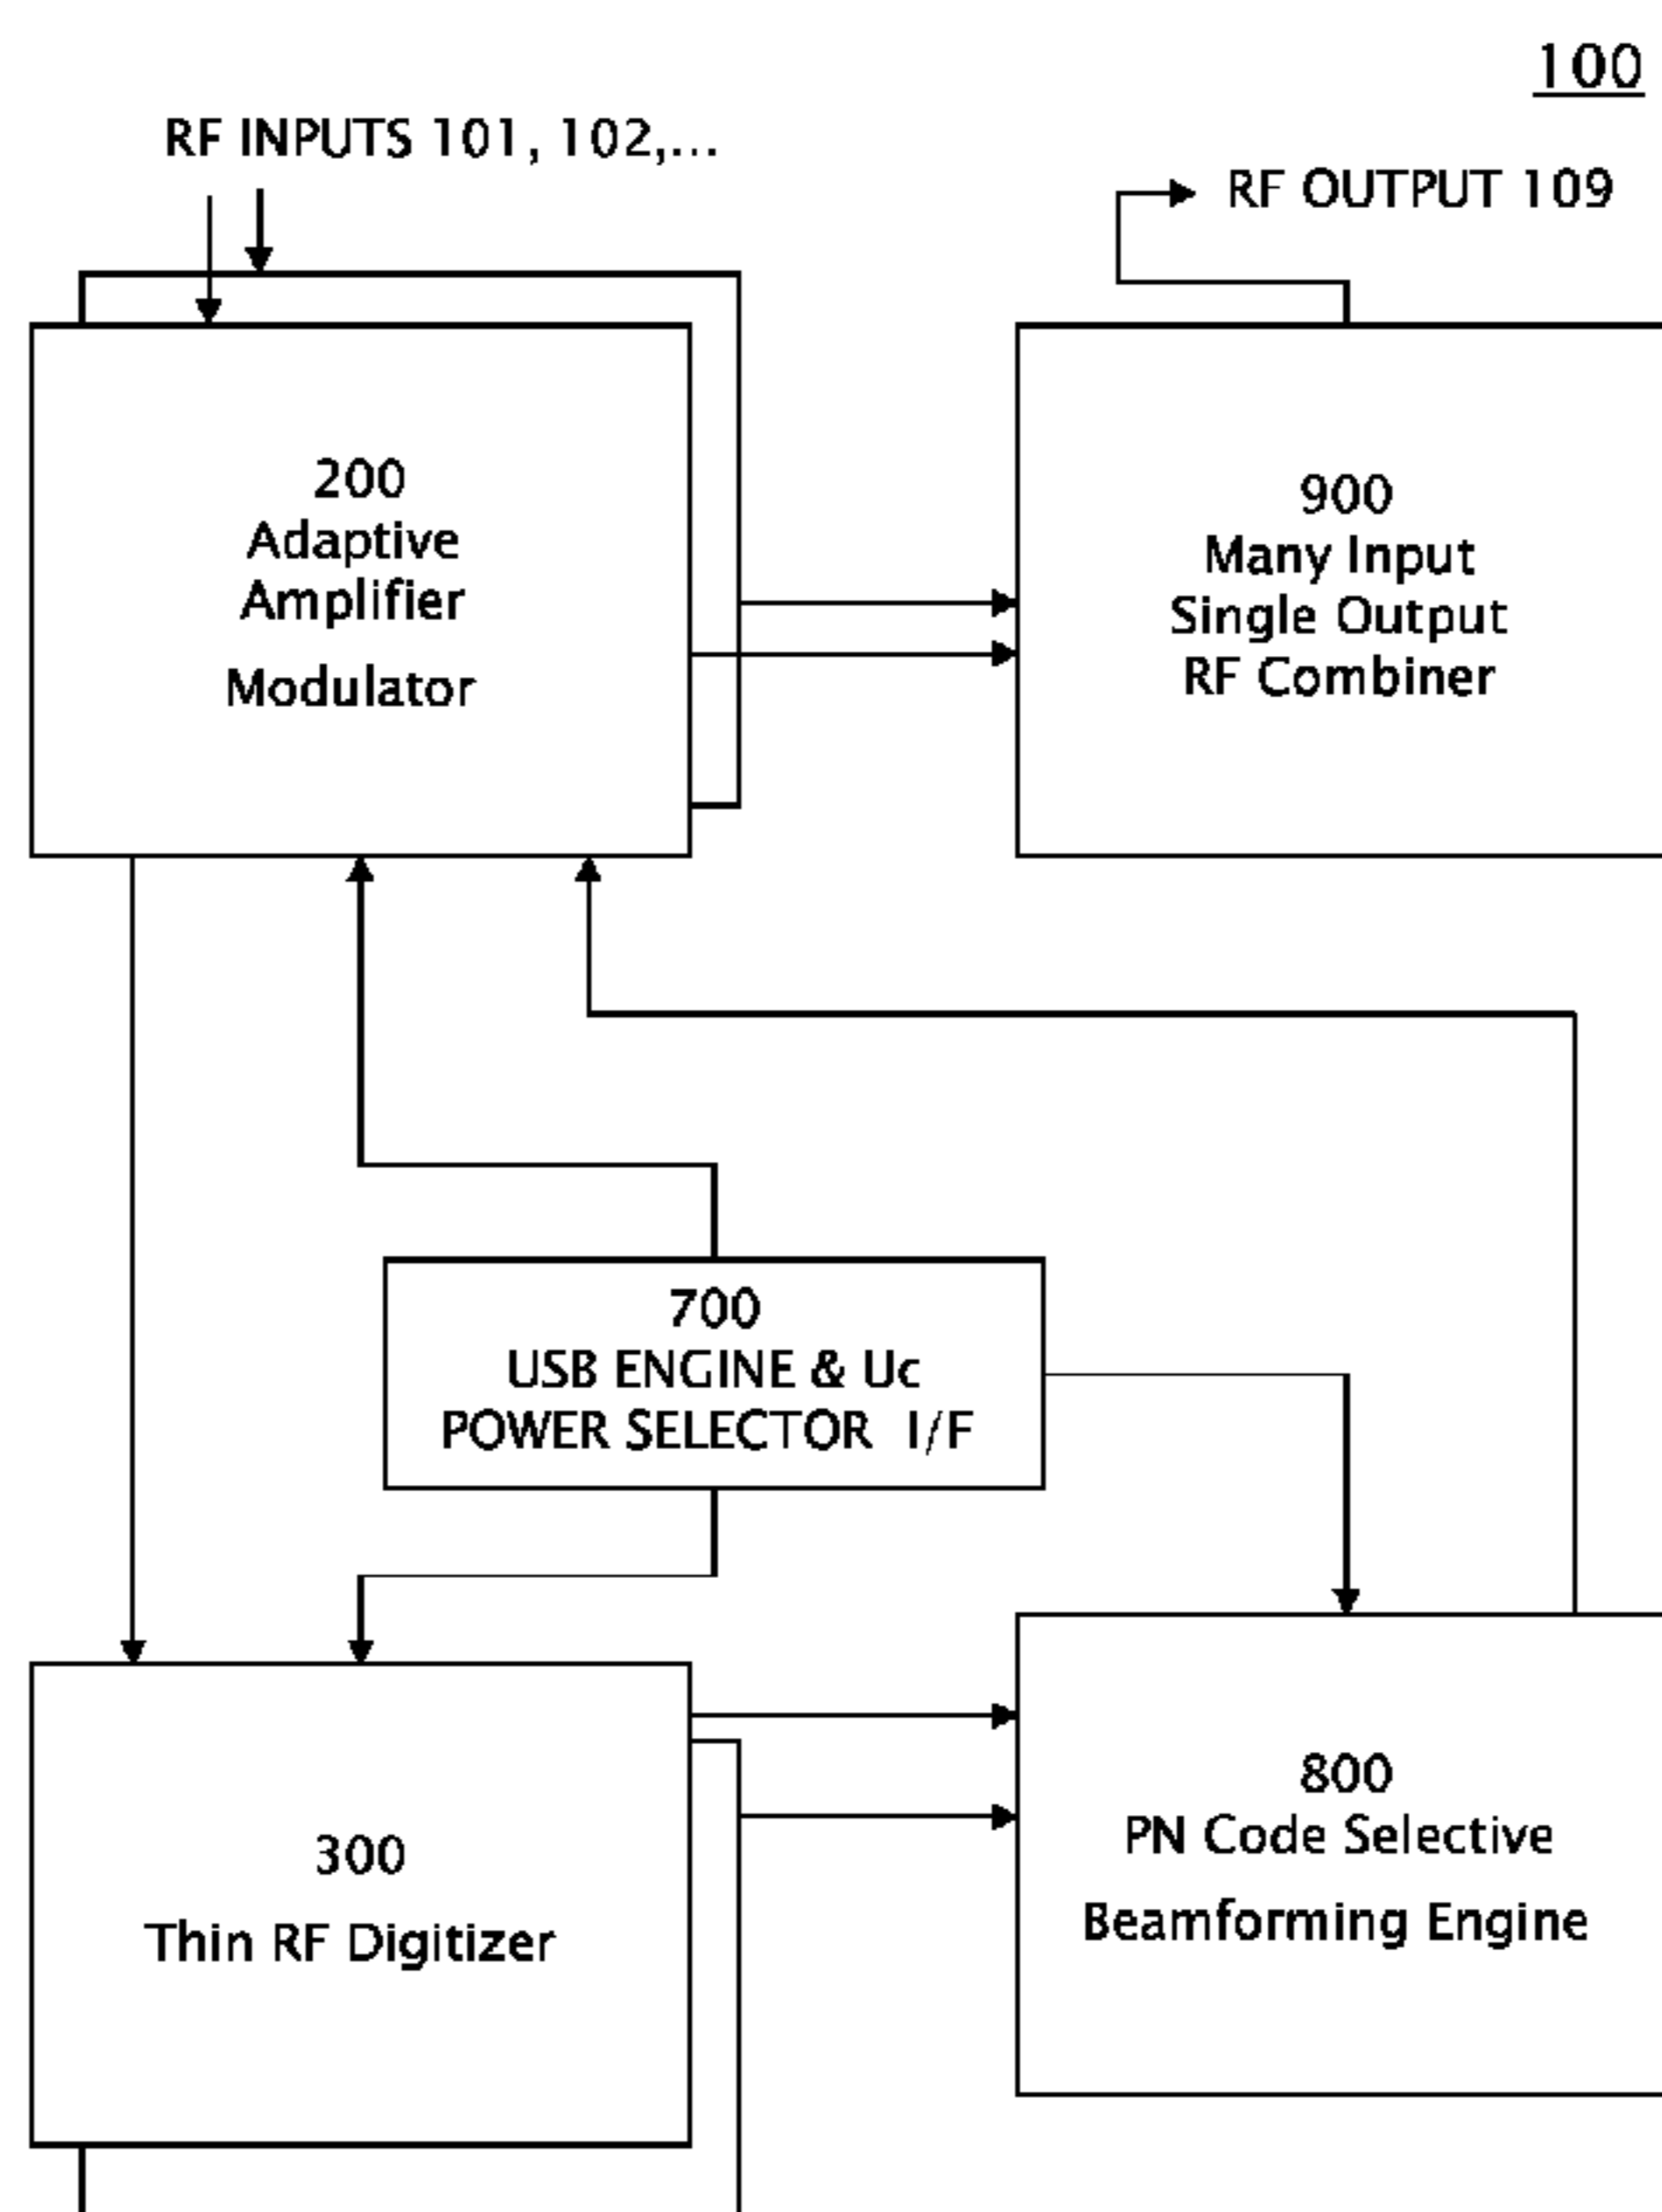 100
RF INPUTS 101, 102,...
RF OUTPUT 109
200
Adaptive
Amplifier
Modulator
900
Many Input
Single Output
RF Combiner
700
USB ENGINE & Uc
POWER SELECTOR I/F
300
Thin RF Digitizer
800
PN Code Selective
Beamforming Engine